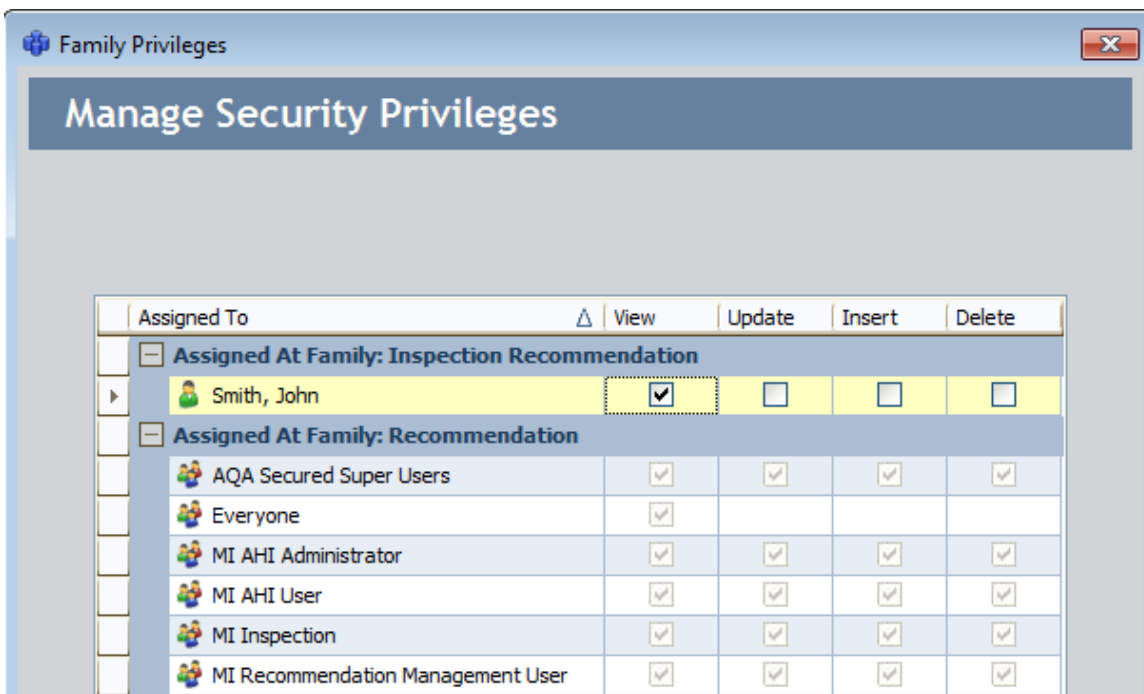 Family Privileges
Manage Security Privileges
Assigned To View Update Insert Delete
Assigned At Family: Inspection Recommendation
Smith, John
Assigned At Family: Recommendation
AQA Secured Super Users
Everyone
MI AHI Administrator
MI AHI User
MI Inspection
MI Recommendation Management User